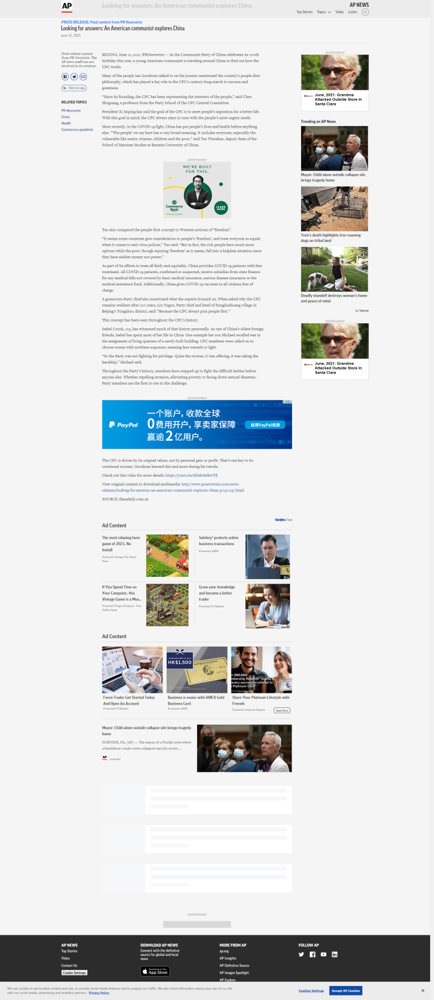 AP
Looking for answers: An American communist explores China
AP NEWS
Top Stories
Topics
Video
Listen
PRESS RELEASE: Paid content from PR Newswire
Looking for answers: An American communist explores China
June 12, 2021
Press release content
from PR Newswire. The
AP news staff was not
involved in its creation.
Click to copy
RELATED TOPICS
PR Newswire
China
Health
Coronavirus pandemic
BEIJING, June 12, 2021 /PRNewswire/ -- As the Communist Party of China celebrates its 100th
birthday this year, a young American communist is traveling around China to find out how the
CPC works.
Many of the people Ian Goodrum talked to on his journey mentioned the country's people-first
philosophy, which has played a key role in the CPC's century-long march to success and
greatness.
"Since its founding, the CPC has been representing the interests of the people," said Chen
Shuguang, a professor from the Party School of the CPC Central Committee.
President Xi Jinping has said the goal of the CPC is to meet people's aspiration for a better life.
With this goal in mind, the CPC always stays in tune with the people's most urgent needs.
Most recently, in the COVID-19 fight, China has put people's lives and health before anything
else. "'The people' we say here has a very broad meaning. It includes everyone, especially the
vulnerable like senior citizens, children and the poor," said Tao Wenzhao, deputy dean of the
School of Marxism Studies at Renmin University of China.
ADVERTISEMENT
WE'RE BUILT
FOR THIS.
Commerce
Bank
LEARN
MORE
Tao also compared the people-first concept to Western notions of "freedom".
"It seems some countries give consideration to people's 'freedom', and treat everyone as equals
when it comes to anti-virus polices," Tao said. "But in fact, the rich people have much more
options while the poor, though enjoying 'freedom' as it seems, fall into a helpless situation since
they have neither money nor power."
As part of its efforts to treat all fairly and equitably, China provides COVID-19 patients with free
treatment. All COVID-19 patients, confirmed or suspected, receive subsidies from state finance
for any medical bills not covered by basic medical insurance, serious disease insurance or the
medical assistance fund. Additionally, China gives COVID-19 vaccines to all citizens free of
charge.
A grassroots Party chief also mentioned what the experts focused on. When asked why the CPC
remains resilient after 100 years, Liu Yuguo, Party chief and head of Dongliuzhuang village in
Beijing's Tongzhou district, said: "Because the CPC always puts people first."
This concept has been seen throughout the CPC's history.
Isabel Crook, 105, has witnessed much of that history personally. As one of China's oldest foreign
friends, Isabel has spent most of her life in China. One example her son Michael recalled was in
the assignment of living quarters of a newly-built building. CPC members were called on to
choose rooms with northern exposure, meaning less warmth or light.
"So the Party was not fighting for privilege. Quite the reverse, it was offering, it was taking the
hardship," Michael said.
Throughout the Party's history, members have stepped up to fight the difficult battles before
anyone else. Whether repelling invasion, alleviating poverty or facing down natural disasters,
Party members are the first to rise to the challenge.
ADVERTISEMENT
PayPal
一个账户, 收款全球
0费用开户, 享卖家保障
赢逾2亿用户。
启用PayPal收款
The CPC is driven by its original values, not by personal gain or profit. That's one key to its
continued success. Goodrum learned this and more during his travels.
Check out this video for more details: https://youtu.be/6ZeEoh6bwTE
View original content to download multimedia: http://www.prnewswire.com/news-
releases/looking-for-answers-an-american-communist-explores-china-301311237.html
SOURCE chinadaily.com.cn
ADVERTISEMENT
June, 2021: Grandma
Attacked Outside Store In
Santa Clara
Trending on AP News
Mayor: Child alone outside collapse site
brings tragedy home
Teen's death highlights free-roaming
dogs on tribal land
Deadly standoff destroys woman's home
and peace of mind
by Taboola
ADVERTISEMENT
June, 2021: Grandma
Attacked Outside Store In
Santa Clara
Taboola Feed
Ad Content
The most relaxing farm
game of 2021. No
Install
Promoted: Taonga: The Island
Farm
Safekey® protects online
business transactions
Promoted: AMEX
If You Spend Time on
Your Computer, this
Vintage Game is a Mus...
Promoted: Forge of Empires - Free
Online Game
Grow your knowledge
and become a better
trader
Promoted: IC Markets
Ad Content
HK$1,500
n 390,000
mbership Rewards® points
every successful referral to
Platinum Card
Forex Trader Get Started Today
And Open An Account
Promoted: IC Markets
Business is easier with AMEX Gold
Business Card
Promoted: AMEX
Share Your Platinum Lifestyle with
Friends
Promoted: American Express
Read More
Mayor: Child alone outside collapse site brings tragedy
home
SURFSIDE, Fla. (AP) — The mayor of a Florida town where
a beachfront condo tower collapsed says his recent ...
AP
yesterday
ADVERTISEMENT
AP NEWS
Top Stories
Video
Contact Us
Cookie Settings
DOWNLOAD AP NEWS
Connect with the definitive
source for global and local
news
Download on the
App Store
MORE FROM AP
ap.org
AP Insights
AP Definitive Source
AP Images Spotlight
AP Explore
FOLLOW AP
We use cookies to personalize content and ads, to provide social media features and to analyze our traffic. We also share information about your use of our site
with our social media, advertising and analytics partners. Privacy Policy
Cookies Settings
Accept All Cookies